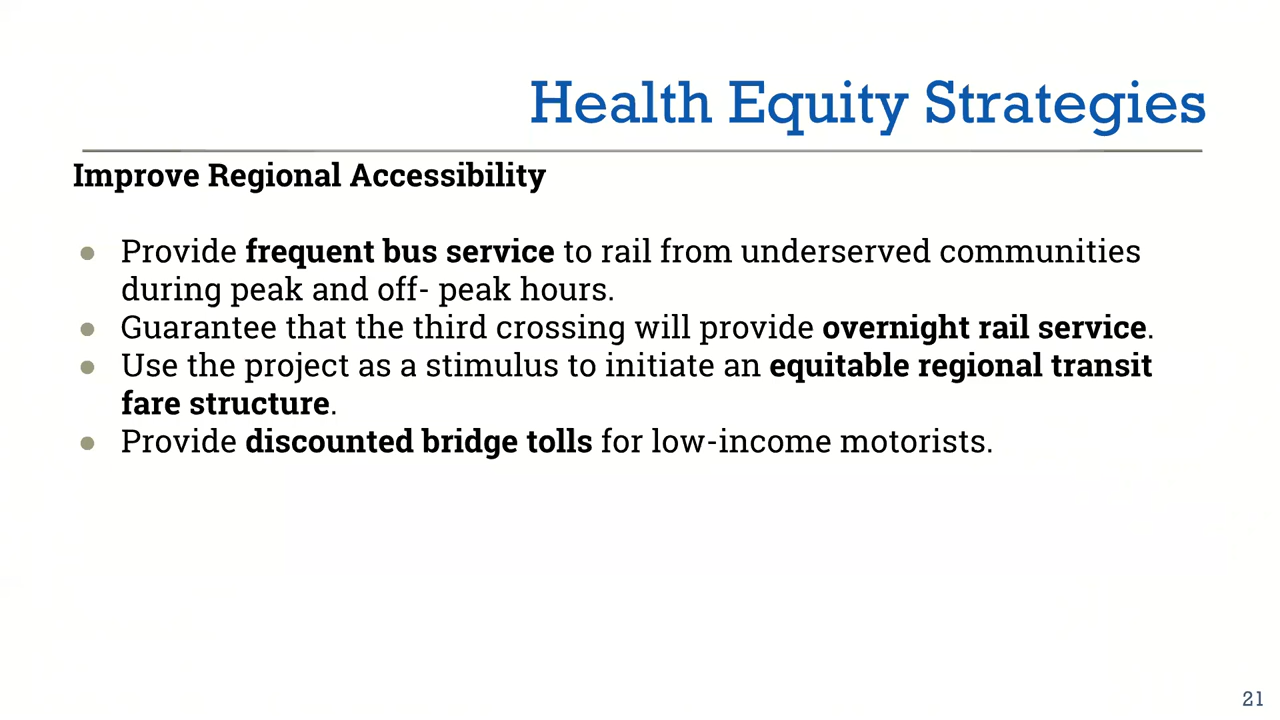 Health Equity Strategies
Improve Regional Accessibility
● Provide frequent bus service to rail from underserved communities
during peak and off- peak hours.
● Guarantee that the third crossing will provide overnight rail service.
● Use the project as a stimulus to initiate an equitable regional transit
fare structure.
● Provide discounted bridge tolls for low-income motorists.
21